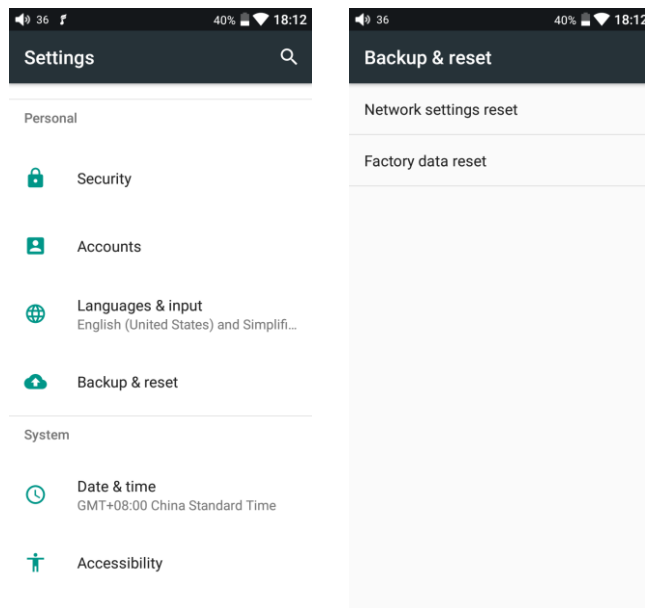 36 40% 18:12
Settings
Personal
Security
Accounts
Languages & input
English (United States) and Simplifi...
Backup & reset
System
Date & time
GMT+08:00 China Standard Time
Accessibility
36 40% 18:12
Backup & reset
Network settings reset
Factory data reset